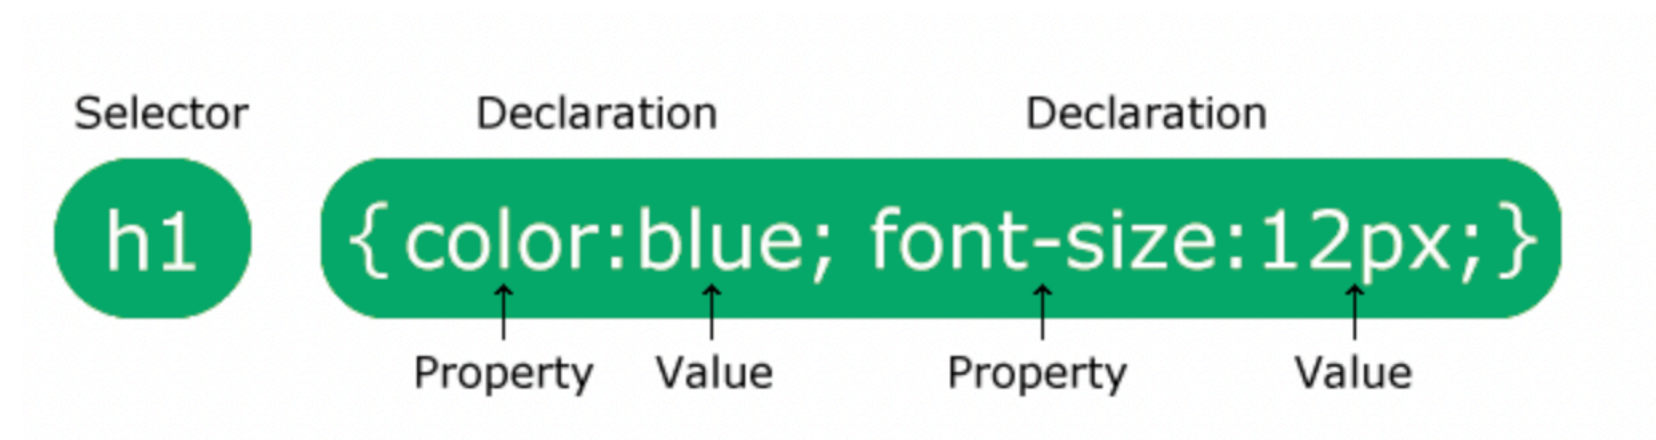 Selector Declaration Declaration
h1 {color:blue; font-size:12px;}
Property Value Property Value